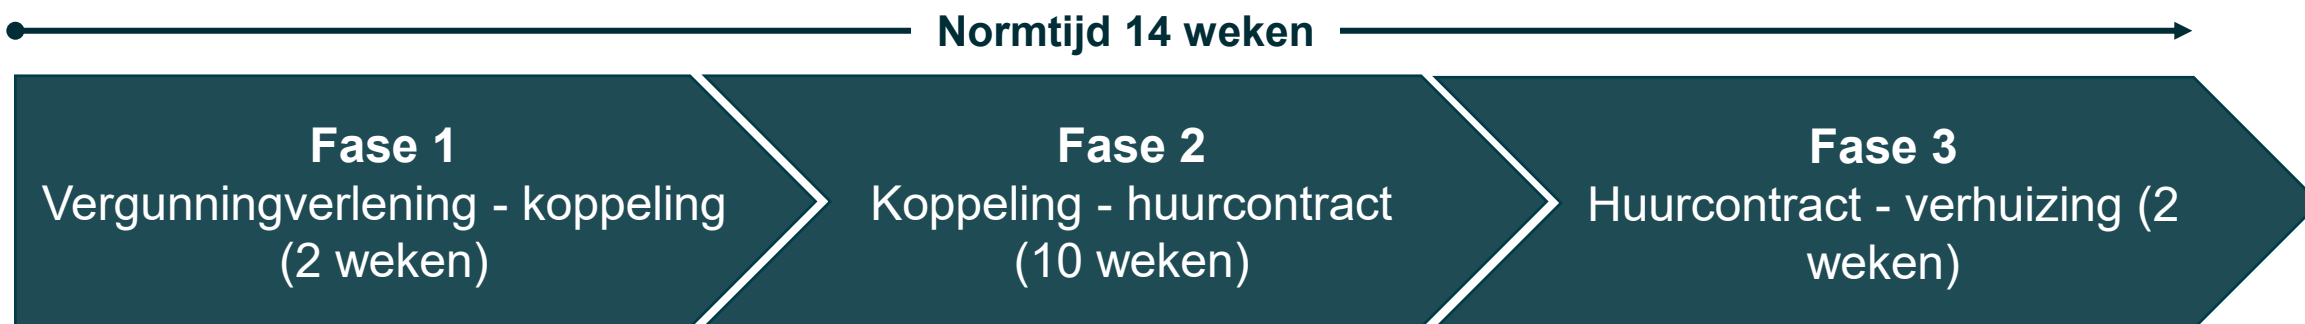 Normtijd 14 weken
Fase 1
Vergunningverlening - koppeling
(2 weken)
Fase 2
Koppeling - huurcontract
(10 weken)
Fase 3
Huurcontract - verhuizing (2
weken)